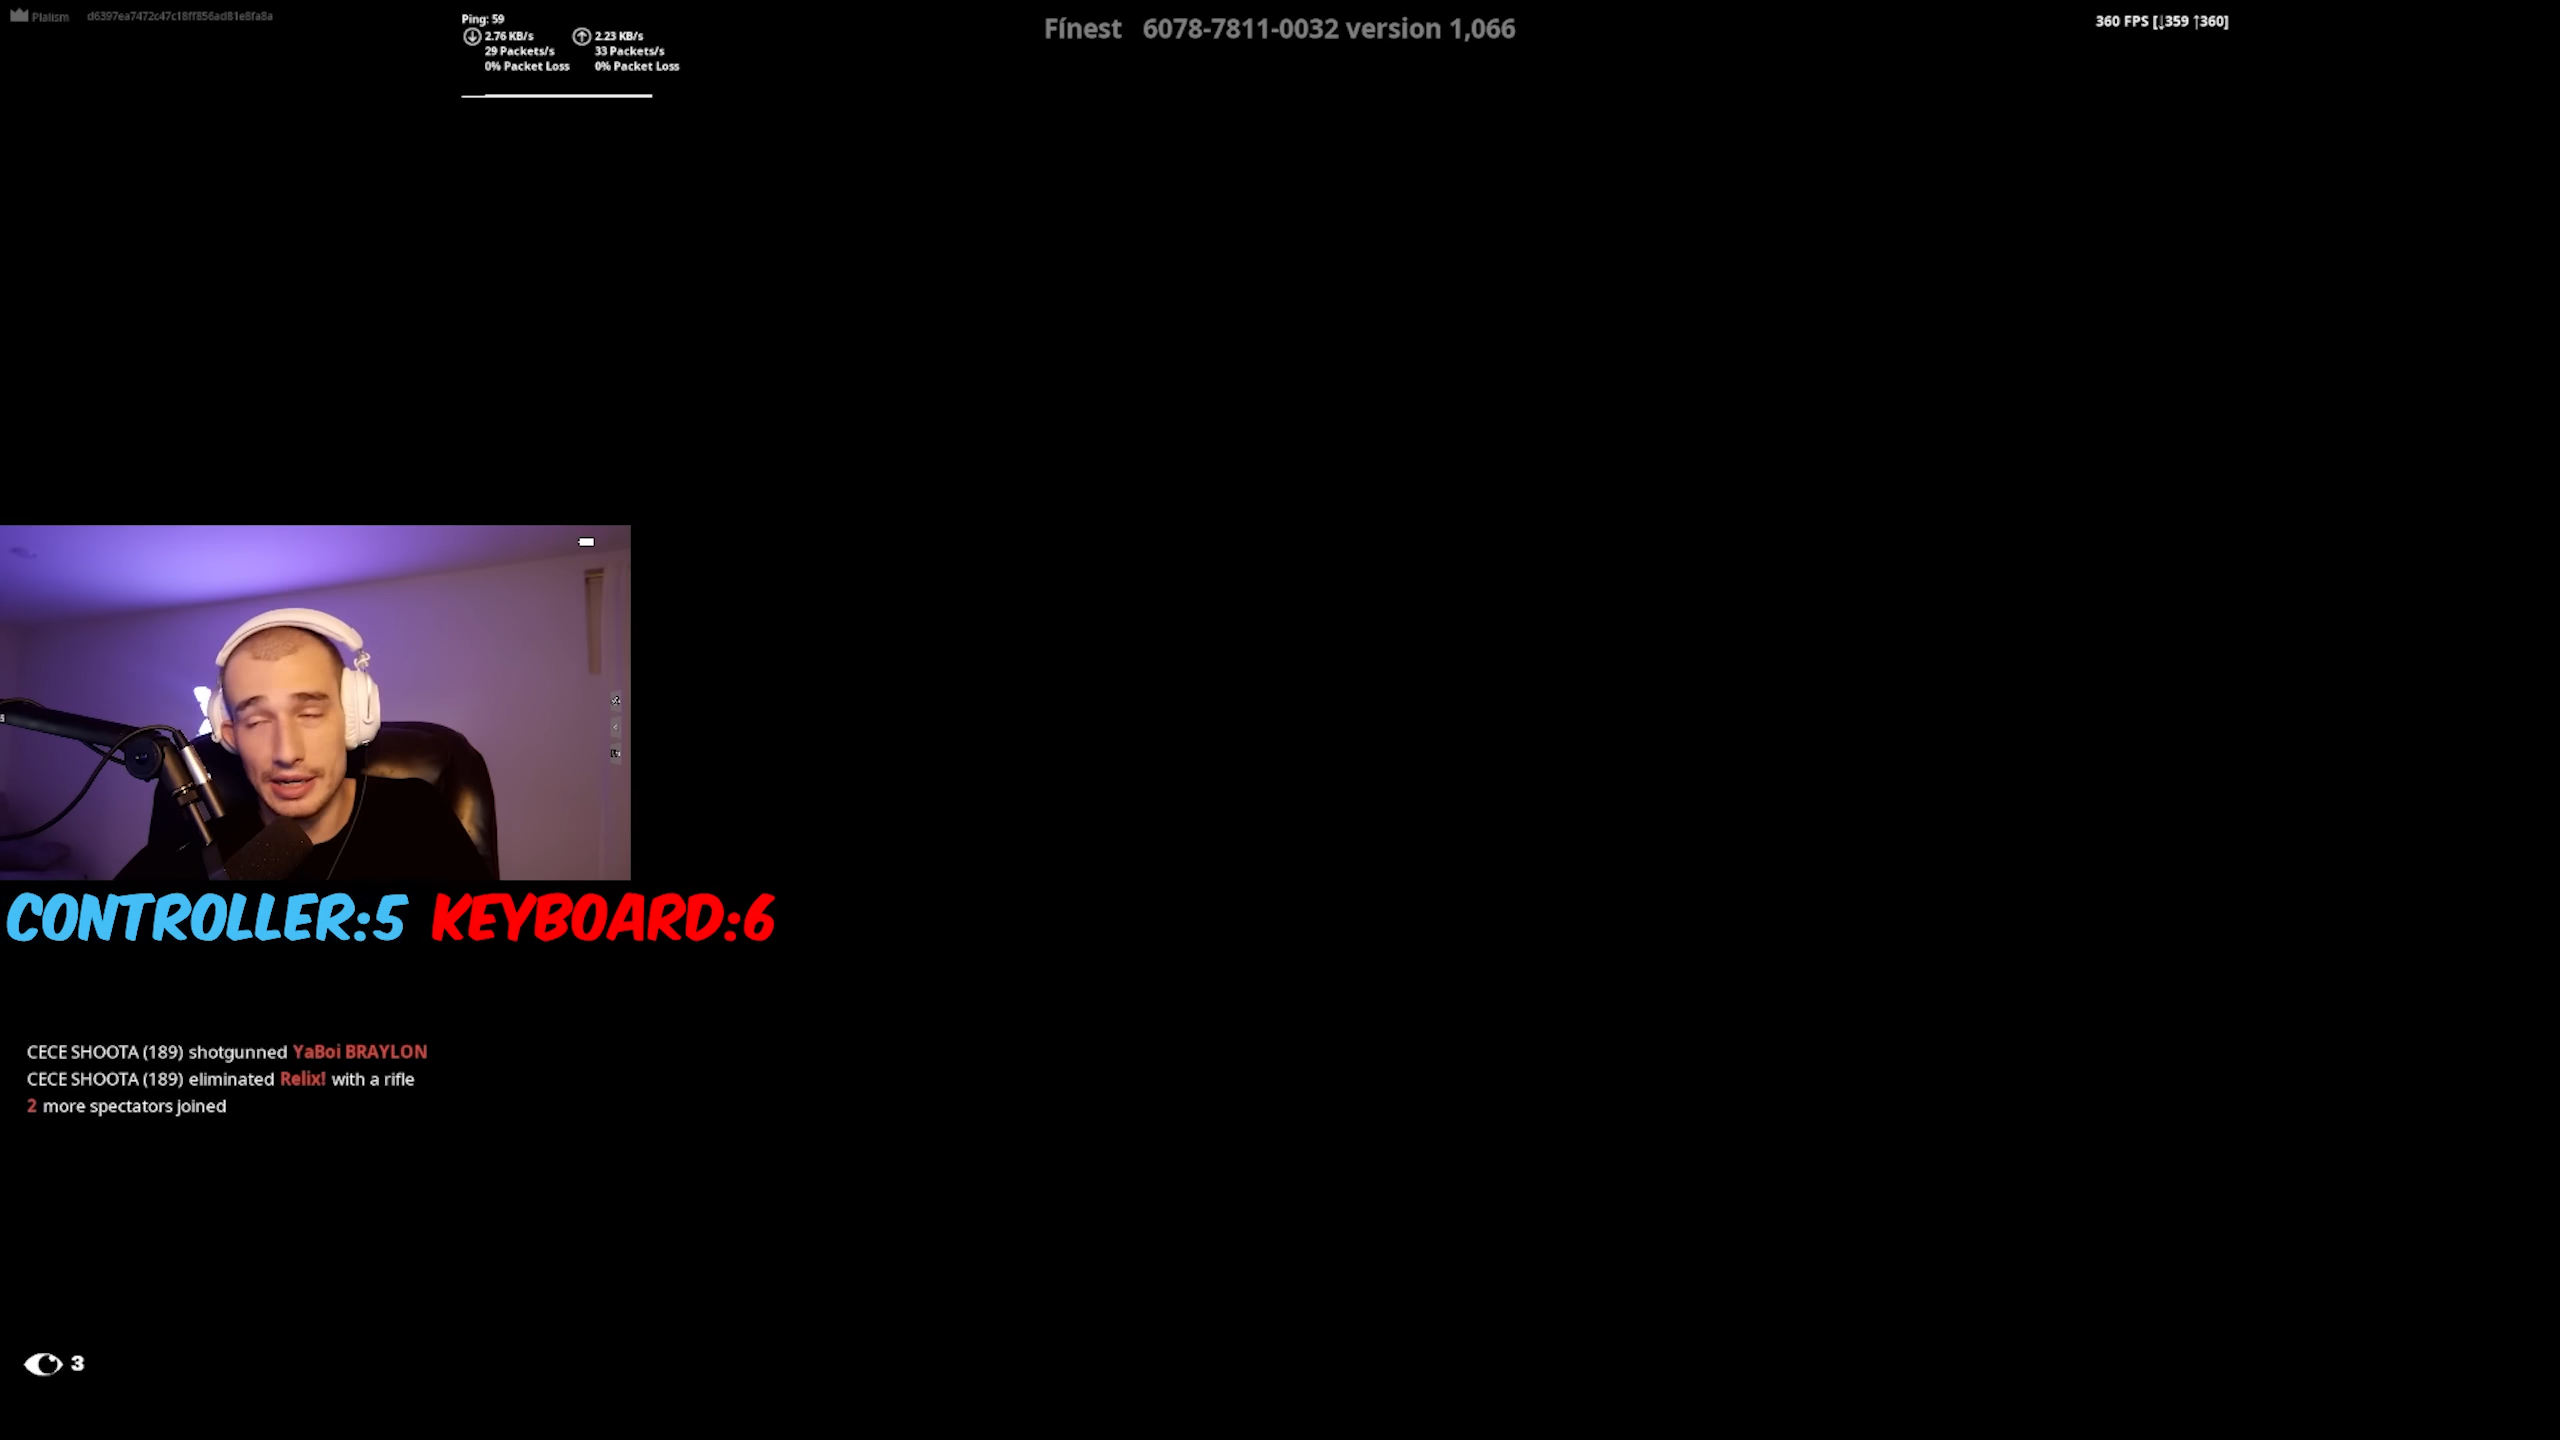 Plalism d6397ea7472c47c18ff856ad81e8fa8a
Ping: 59
2.76 KB/s 2.23 KB/s
29 Packets/s 33 Packets/s
0% Packet Loss 0% Packet Loss
Fínest 6078-7811-0032 version 1,066
360 FPS [↓359 ↑360]
CONTROLLER:5 KEYBOARD:6
CECE SHOOTA (189) shotgunned YaBoi BRAYLON
CECE SHOOTA (189) eliminated Relix! with a rifle
2 more spectators joined
3